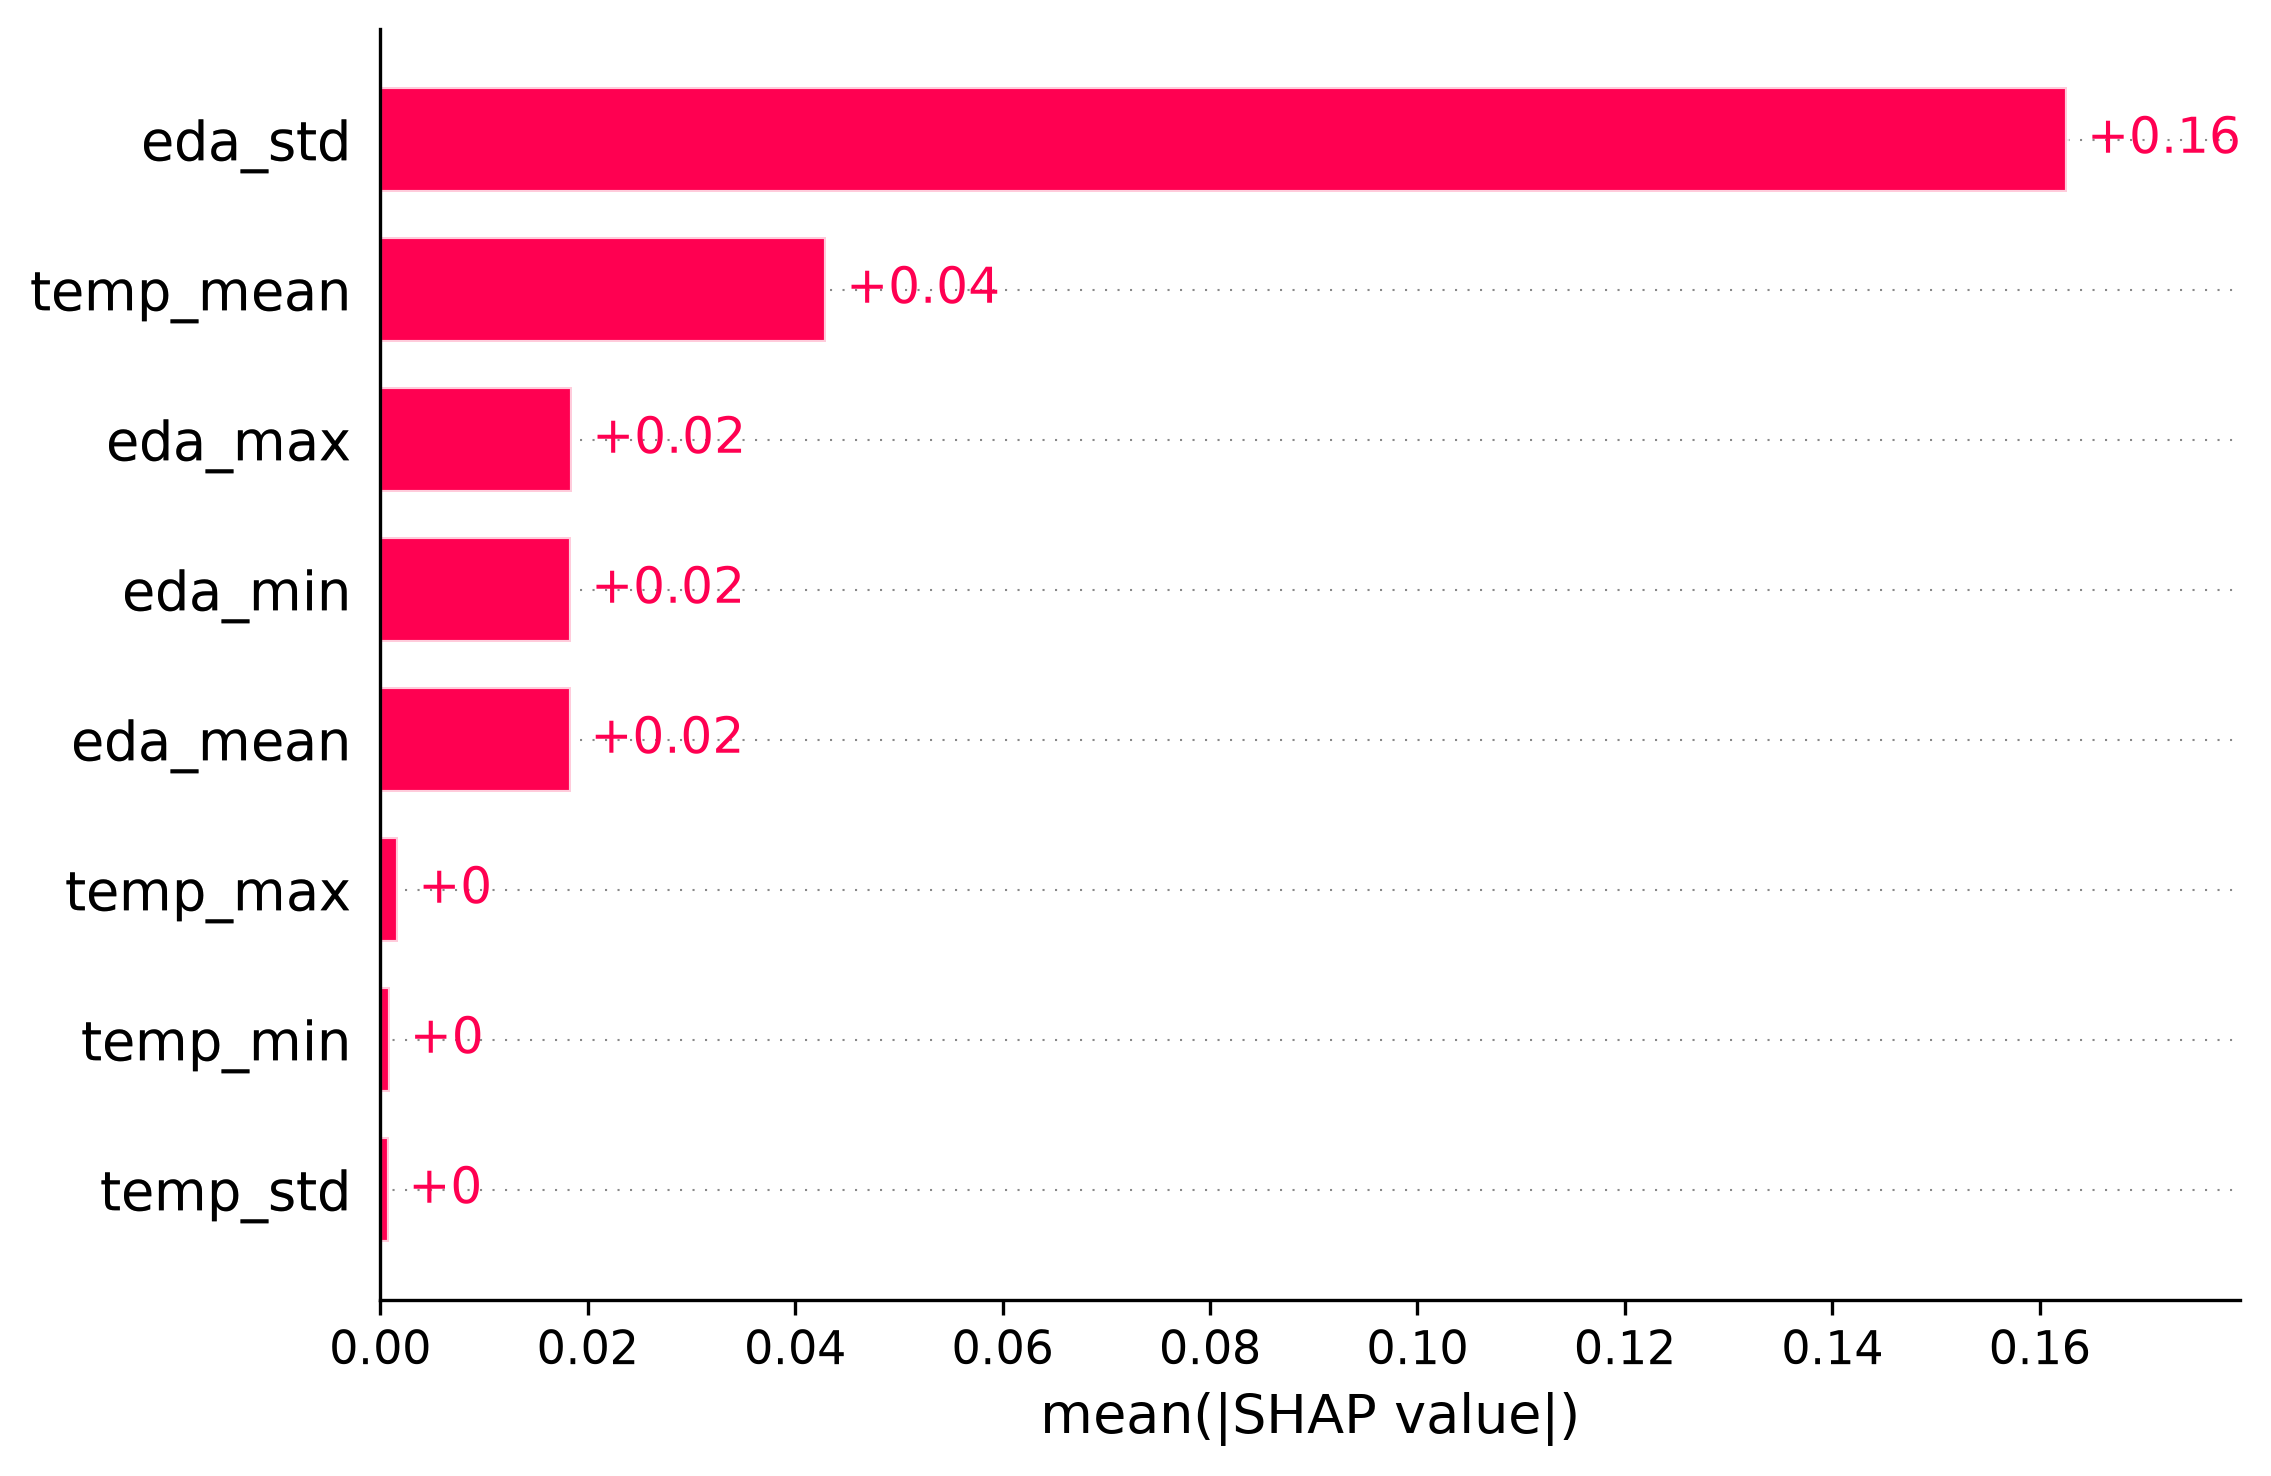 eda_std +0.16
temp_mean +0.04
eda_max +0.02
eda_min +0.02
eda_mean +0.02
temp_max +0
temp_min +0
temp_std +0
0.00 0.02 0.04 0.06 0.08 0.10 0.12 0.14 0.16
mean(|SHAP value|)